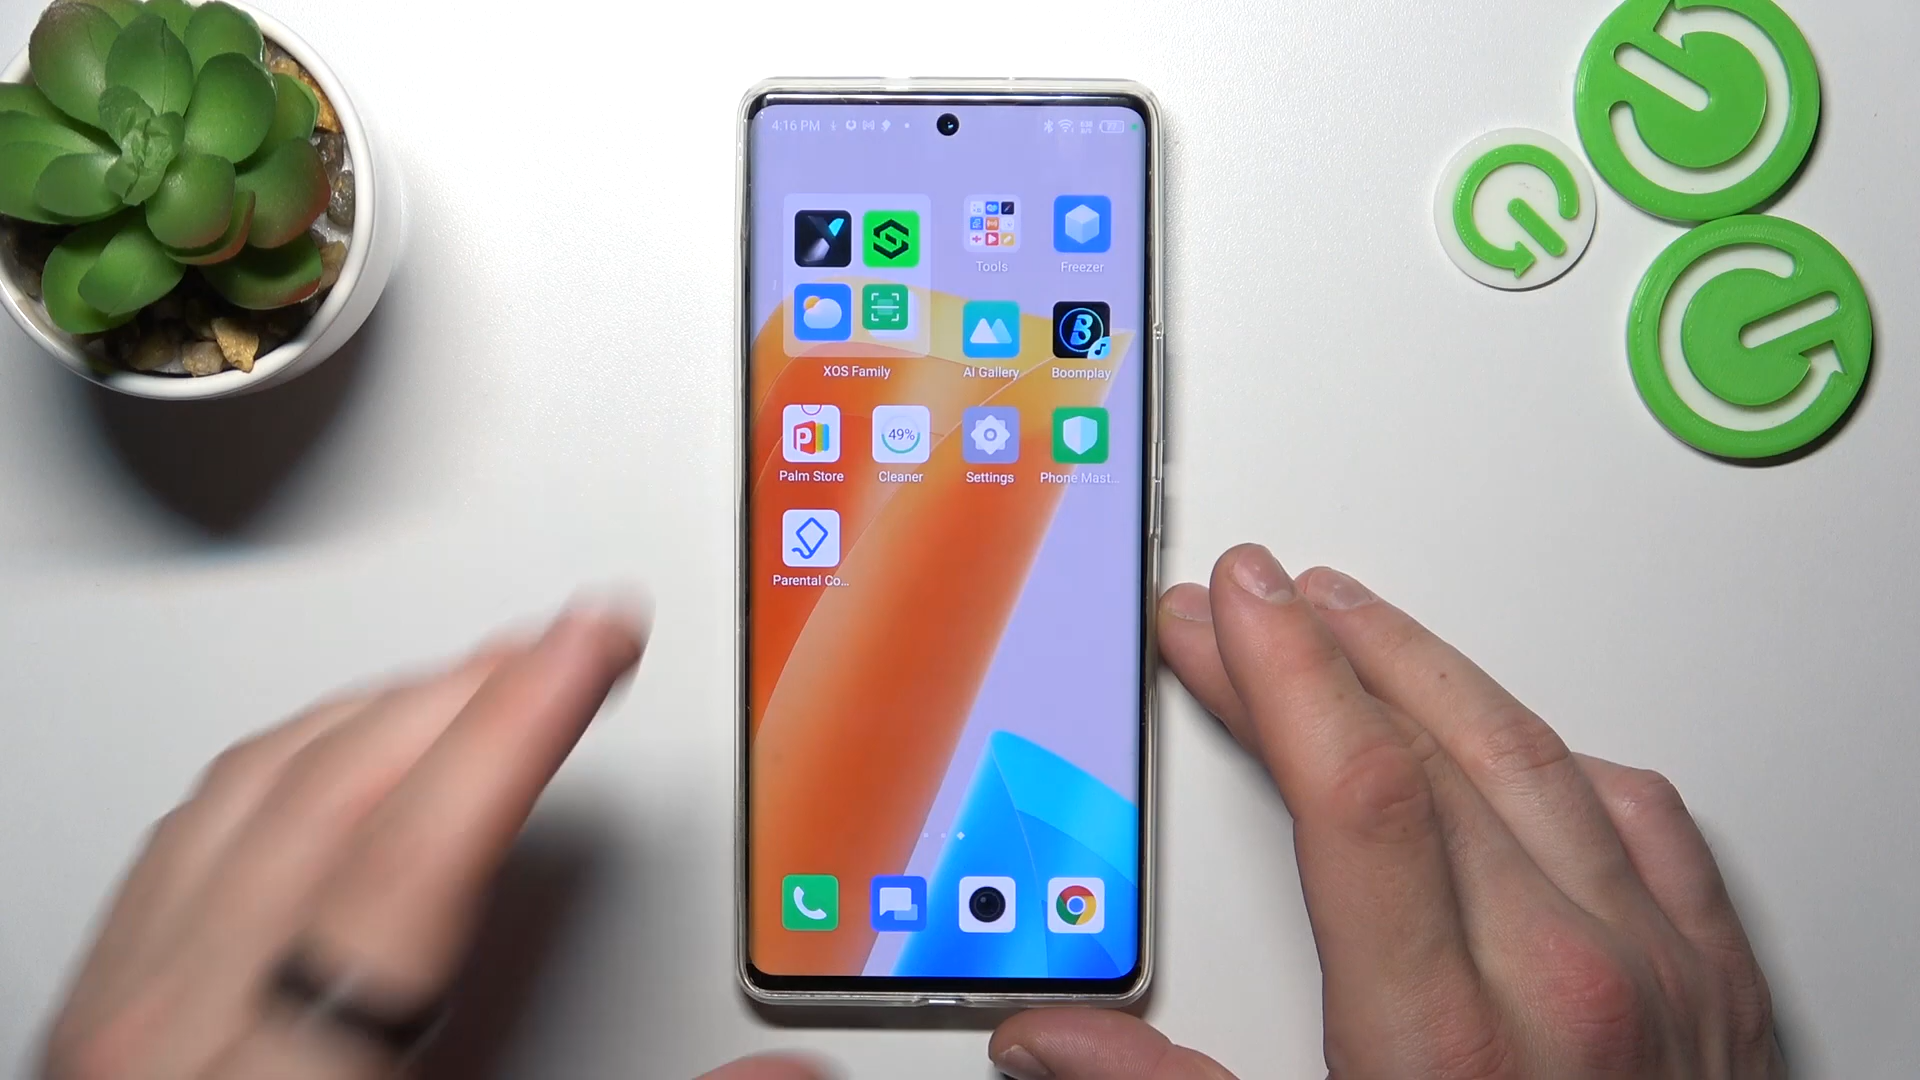 4:16 PM
Tools
Freezer
XOS Family
AI Gallery
Boomplay
P
49%
Palm Store
Cleaner
Settings
Phone Mast...
Parental Co...